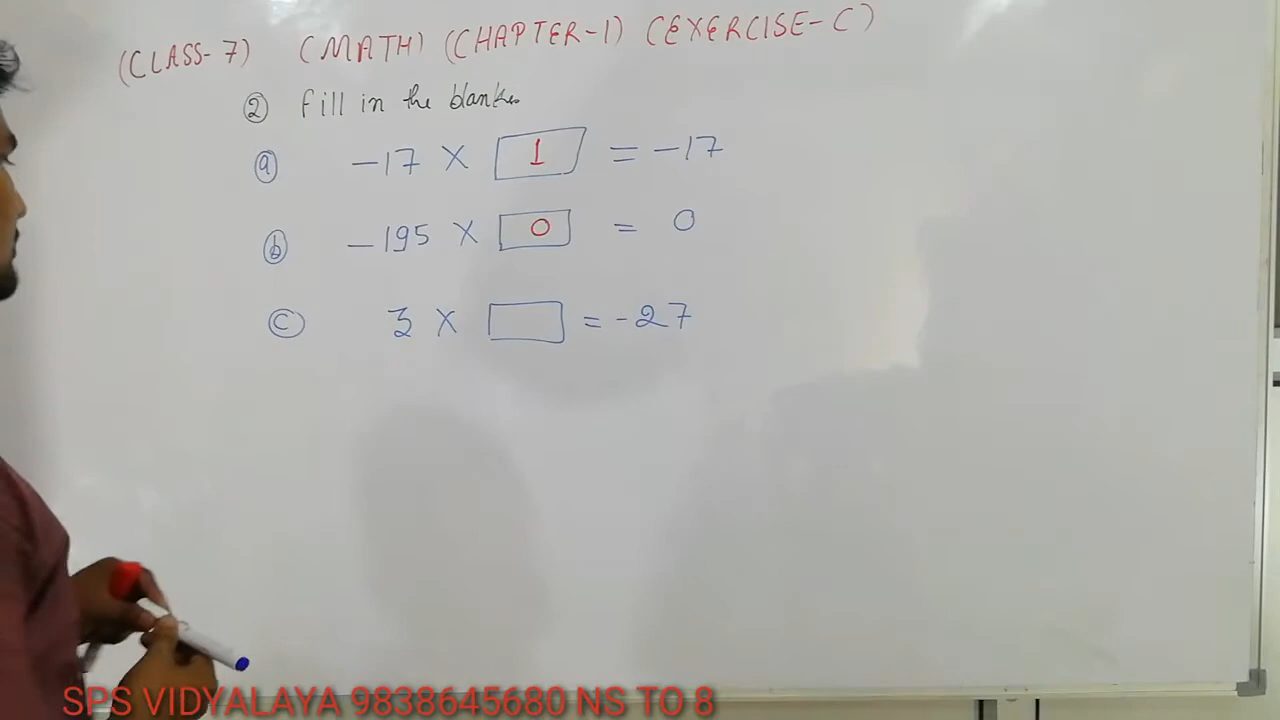 (CLASS-7) (MATH) (CHAPTER-1) (EXERCISE-C)
② Fill in the blanks
ⓐ -17 × 1 = -17
ⓑ -195 × 0 = 0
ⓒ 3 × = -27
SPS VIDYALAYA 9838645680 NS TO 8